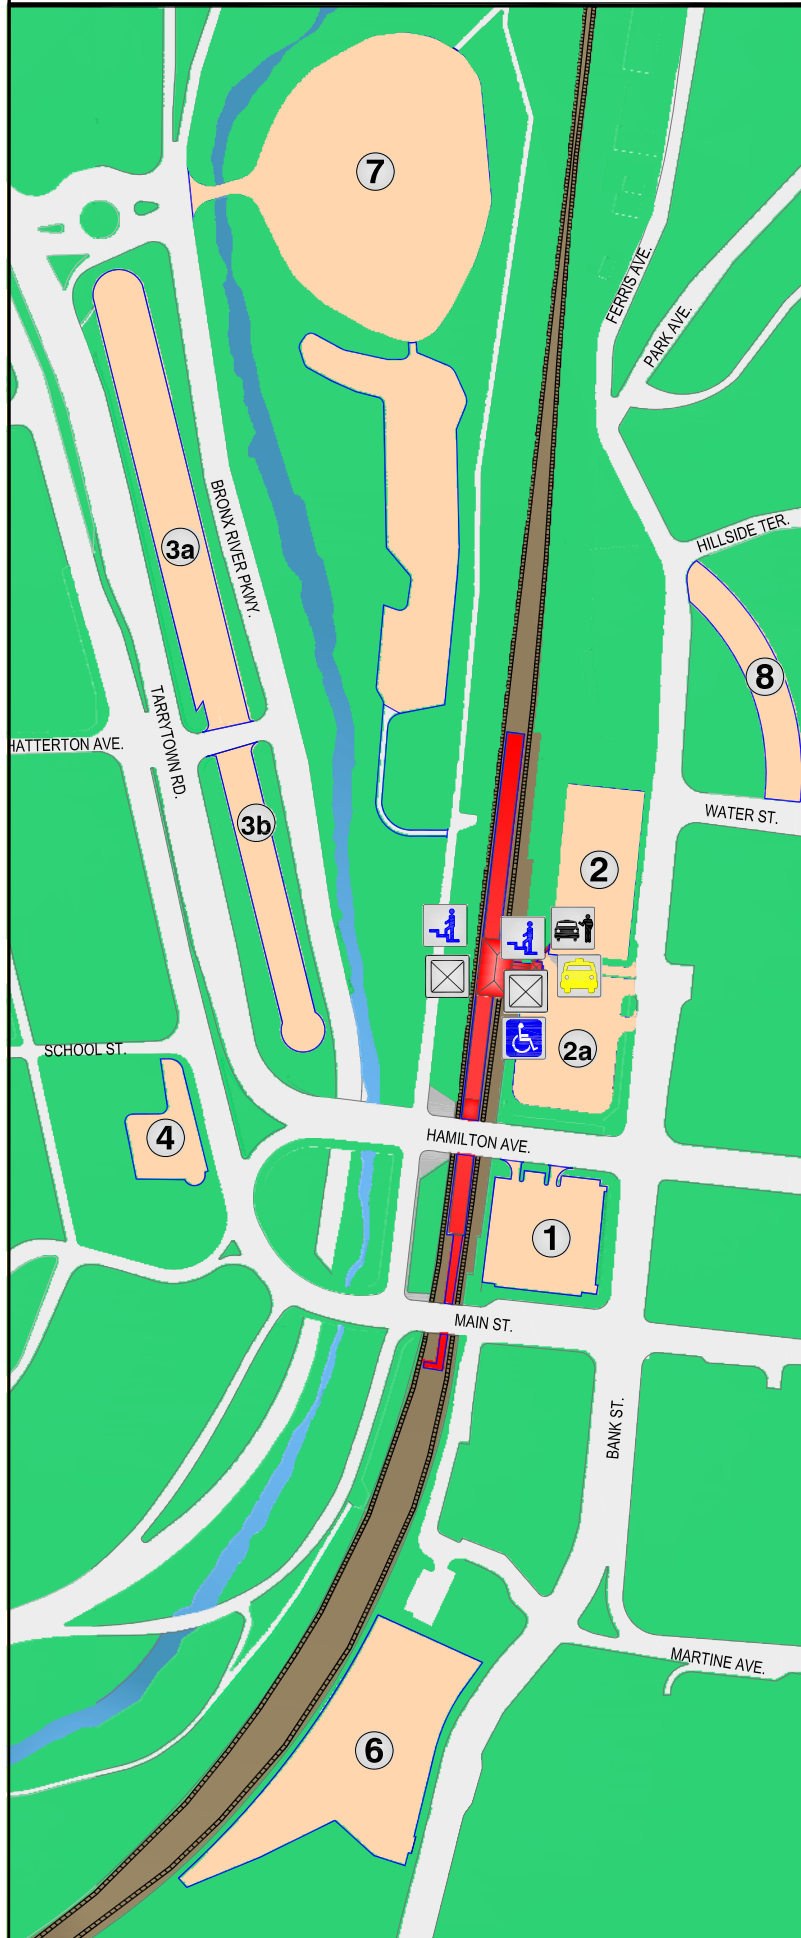 7
FERRIS AVE.
PARK AVE.
3a
BRONX RIVER PKWY.
HILLSIDE TER.
8
HATTERTON AVE.
TARRYTOWN RD.
WATER ST.
3b
2
SCHOOL ST.
2a
4
HAMILTON AVE.
1
MAIN ST.
BANK ST.
MARTINE AVE.
6